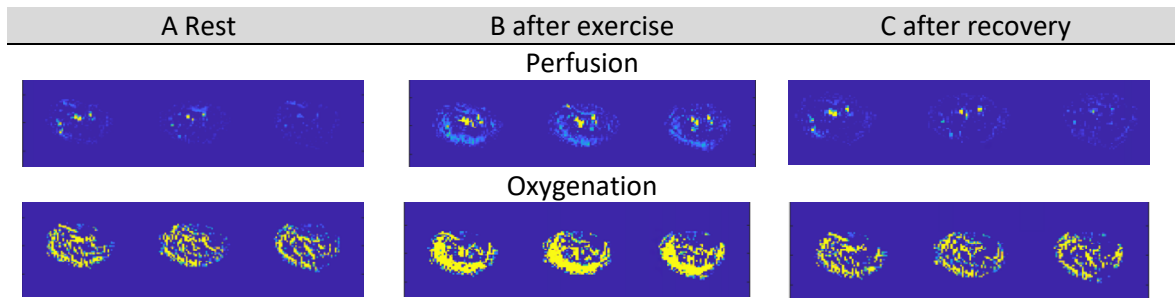 A Rest B after exercise C after recovery
Perfusion
Oxygenation